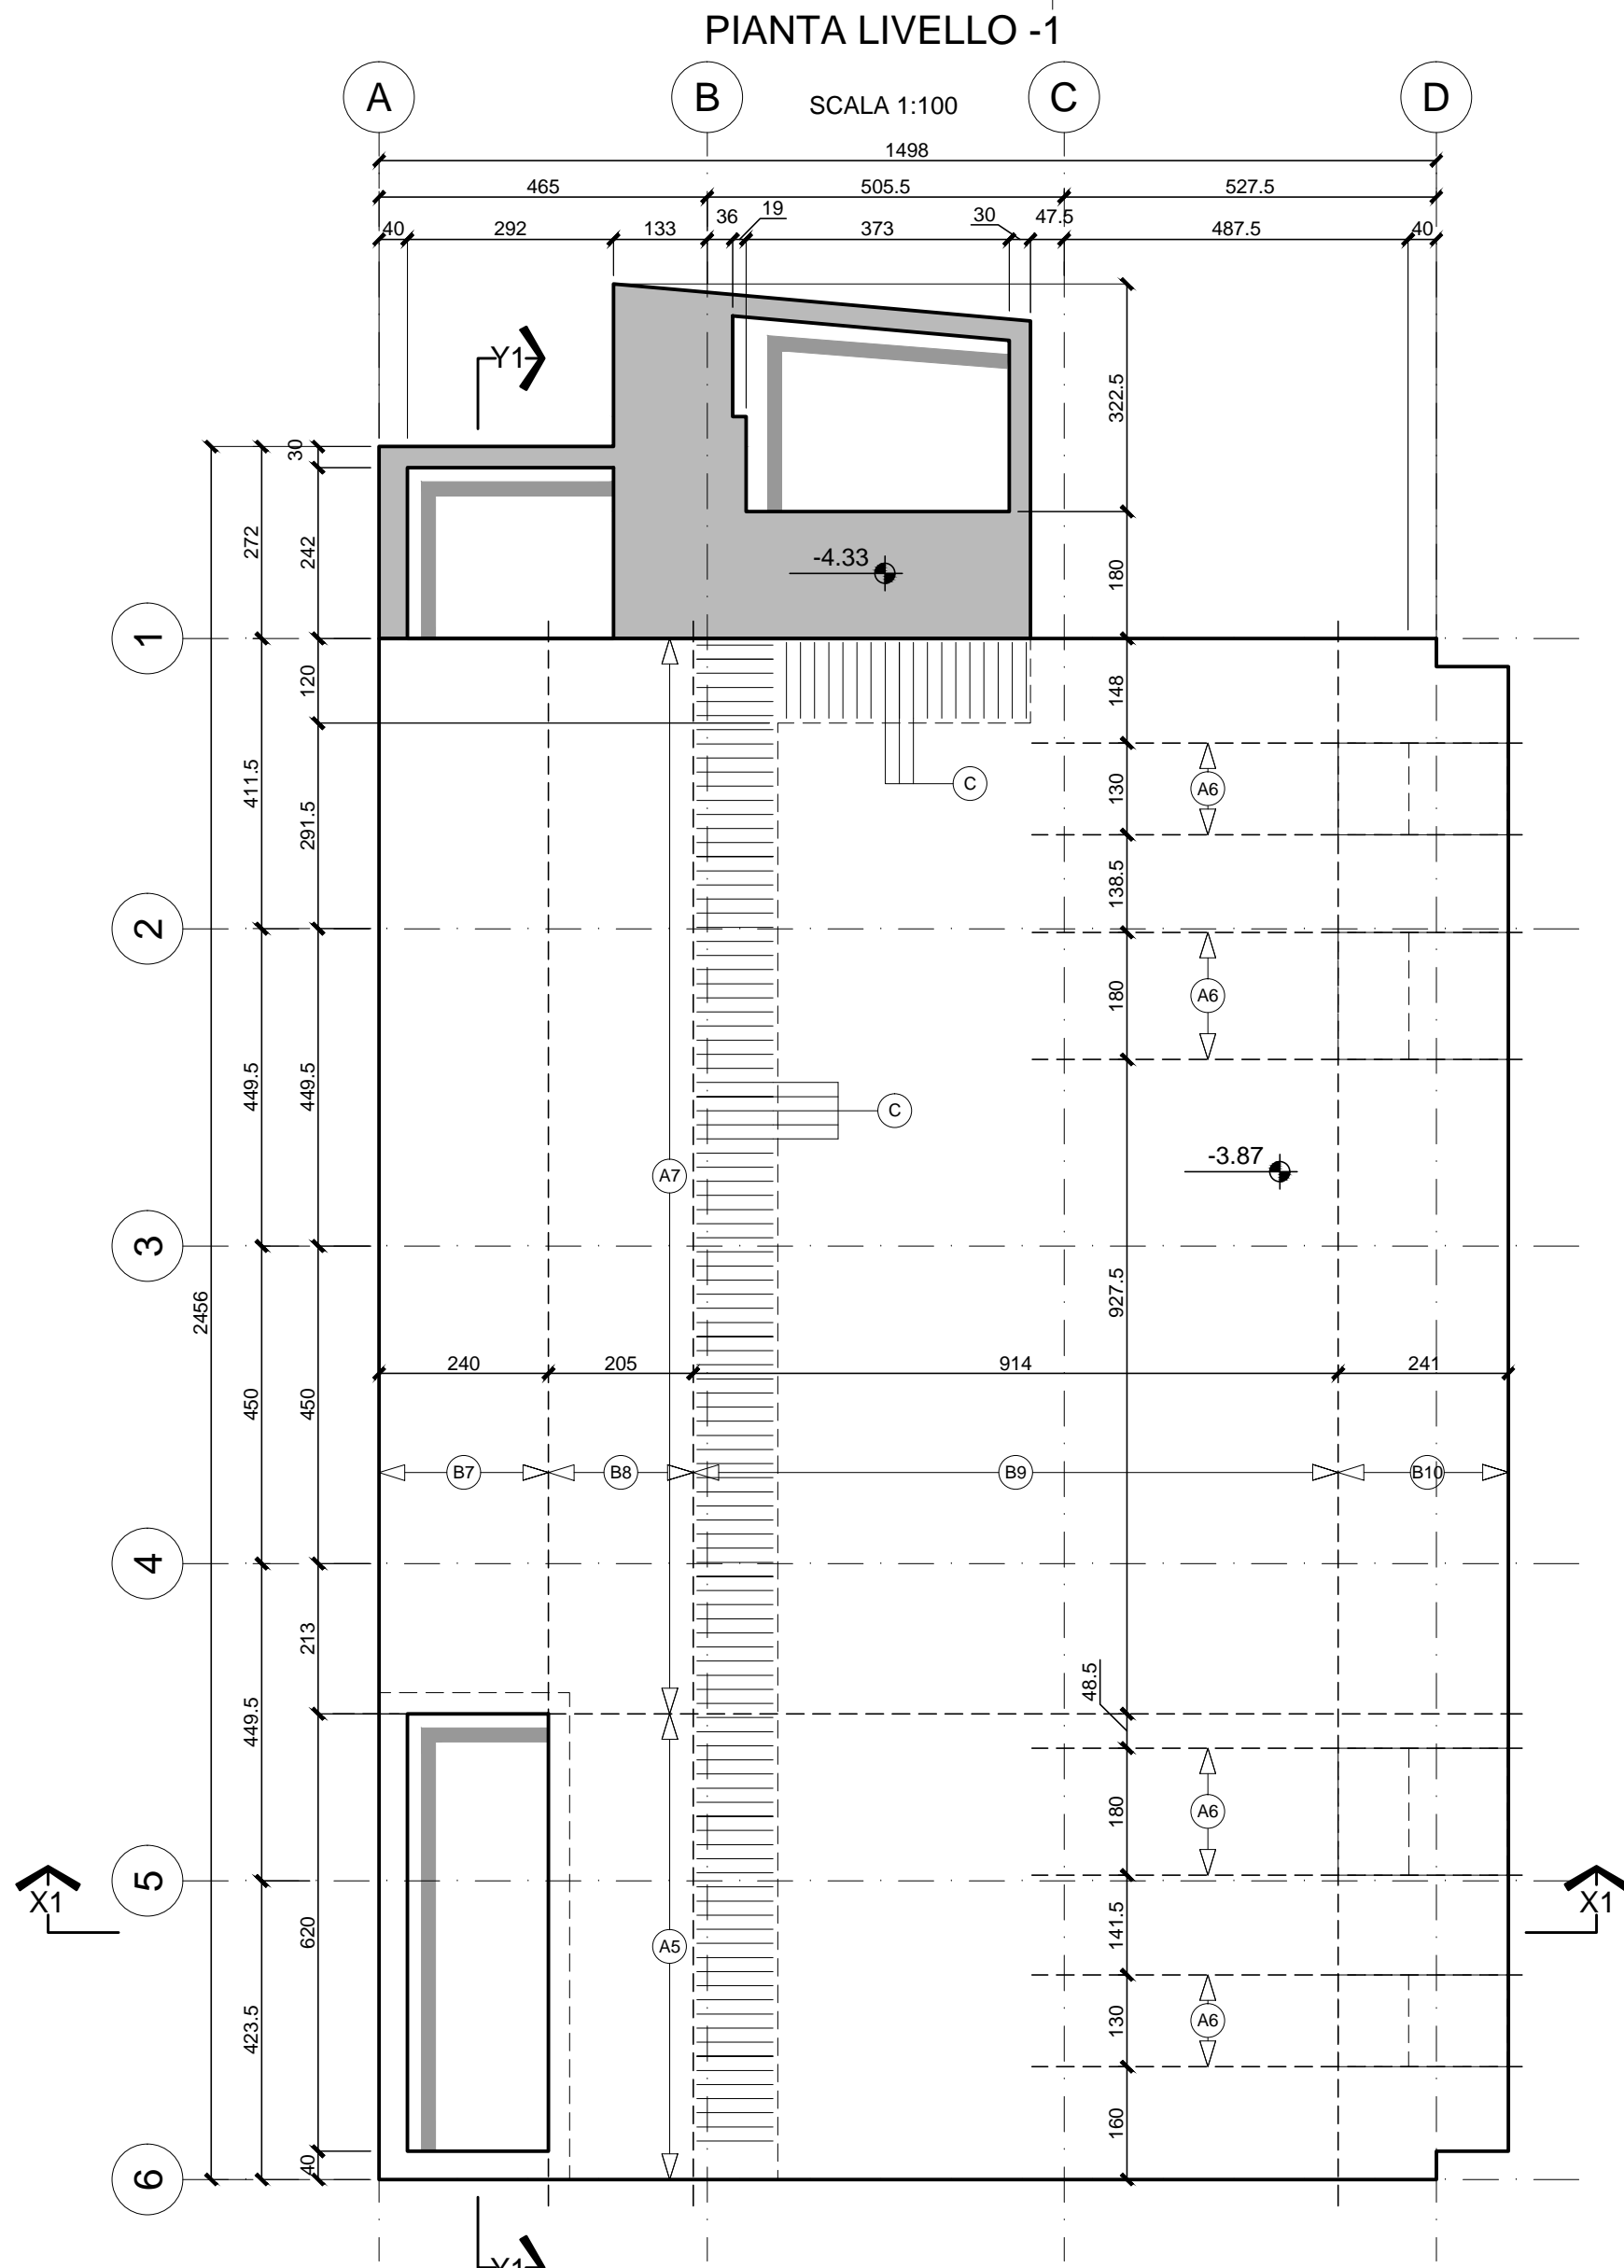 PIANTA LIVELLO -1
A B C D
SCALA 1:100
1498
465 505.5 527.5
40 292 133 36 19 373 30 47.5 487.5 40
Y1
322.5
30
272 242
-4.33
180
1
120 148
411.5 291.5 130 A6
C
138.5
2
180 A6
449.5 449.5
C
-3.87
A7
3
2456
927.5
240 205 914 241
450 450
B7 B8 B9 B10
4
213
48.5
449.5
180 A6
5
X1 X1
620 141.5
A5
423.5 130 A6
160
40
6
Y1